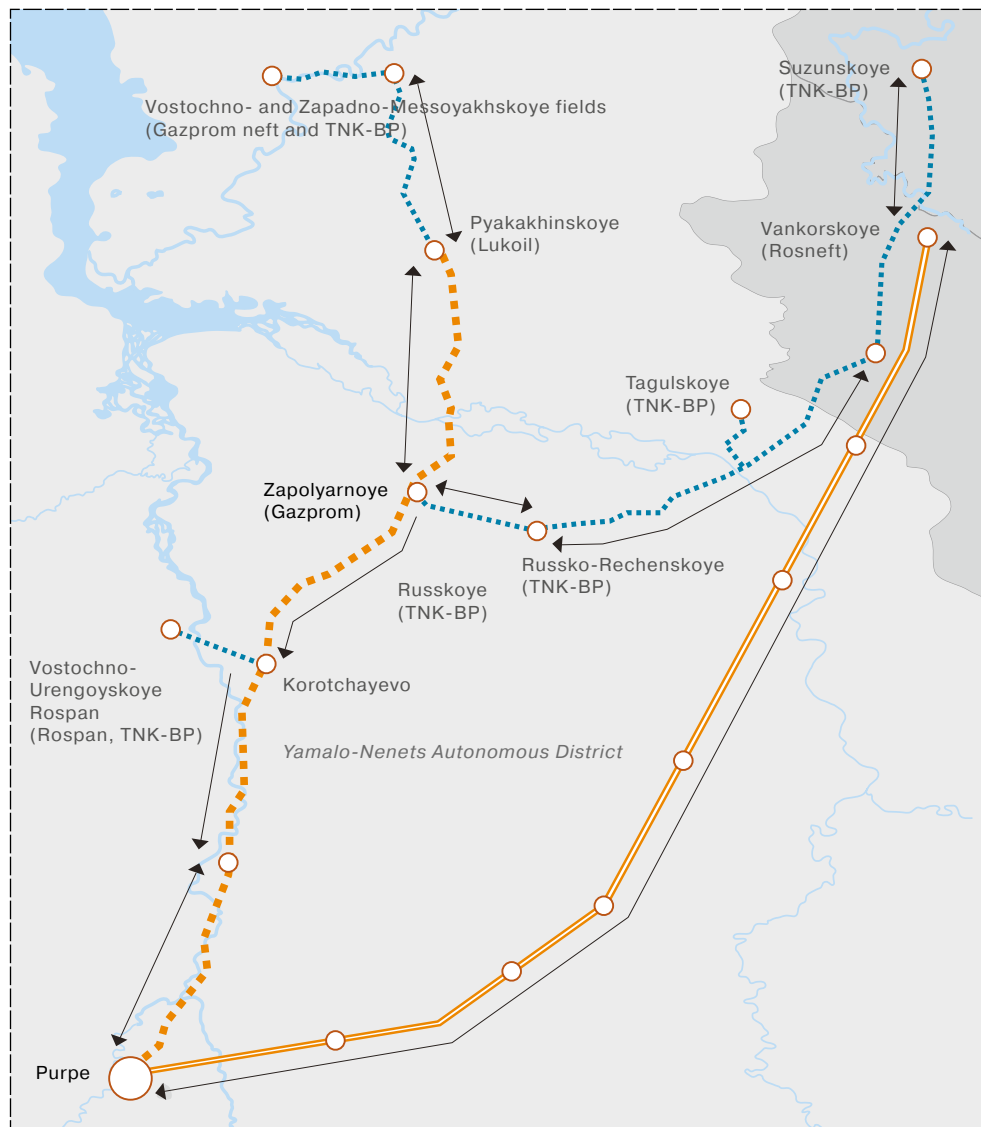 Suzunskoye
(TNK-BP)
Vostochno- and Zapadno-Messoyakhskoye fields
(Gazprom neft and TNK-BP)
Pyakakhinskoye
(Lukoil)
Vankorskoye
(Rosneft)
Tagulskoye
(TNK-BP)
Zapolyarnoye
(Gazprom)
Russko-Rechenskoye
(TNK-BP)
Russkoye
(TNK-BP)
Vostochno-
Urengoyskoye
Rospan
(Rospan, TNK-BP)
Korotchayevo
Yamalo-Nenets Autonomous District
Purpe